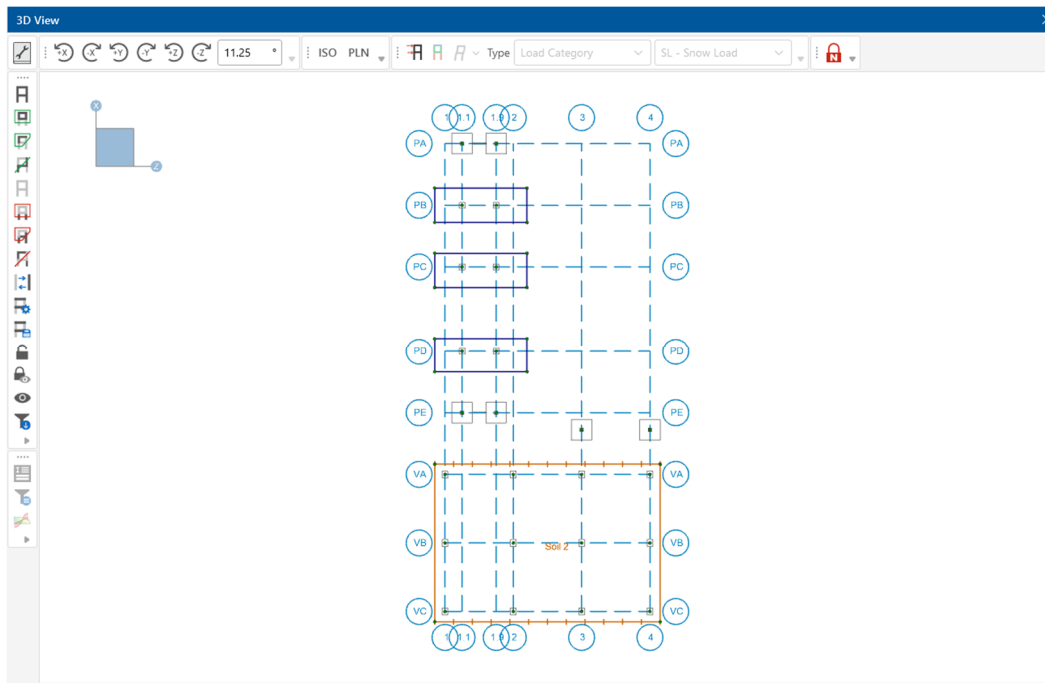 3D View
+X -X +Y -Y +Z -Z 11.25 ° ISO PLN Type Load Category SL - Snow Load N
X
Z
1 1.1 1.9 2 3 4
PA PA
PB PB
PC PC
PD PD
PE PE
VA VA
VB Soil 2 VB
VC VC
1 1.1 1.9 2 3 4